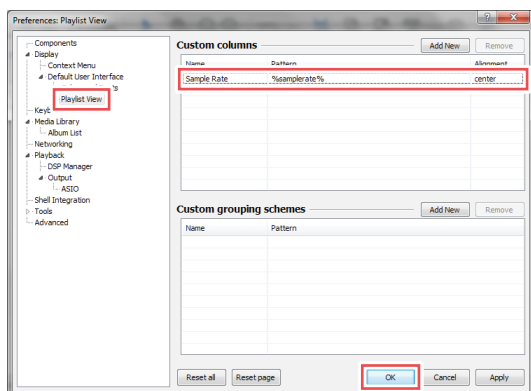 Preferences: Playlist View
Components
Display
Context Menu
Default User Interface
Playlist View
Media Library
Album List
Networking
Playback
DSP Manager
Output
ASIO
Shell Integration
Tools
Advanced
Custom columns
Add New
Remove
Name Pattern Alignment
Sample Rate %samplerate% center
Custom grouping schemes
Add New
Remove
Name Pattern
Reset all
Reset page
OK
Cancel
Apply